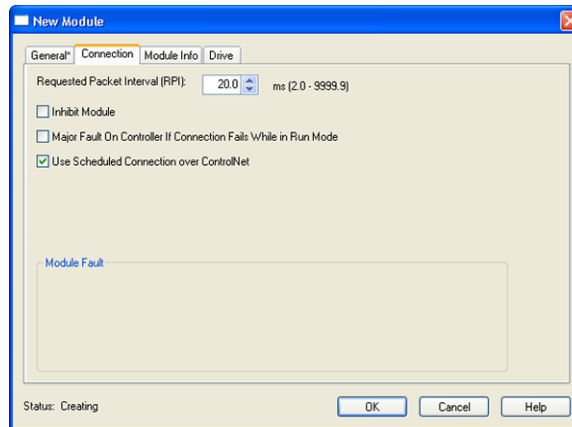 New Module
General* Connection Module Info Drive
Requested Packet Interval (RPI): 20.0 ms (2.0 - 9999.9)
Inhibit Module
Major Fault On Controller If Connection Fails While in Run Mode
Use Scheduled Connection over ControlNet
Module Fault
Status: Creating OK Cancel Help